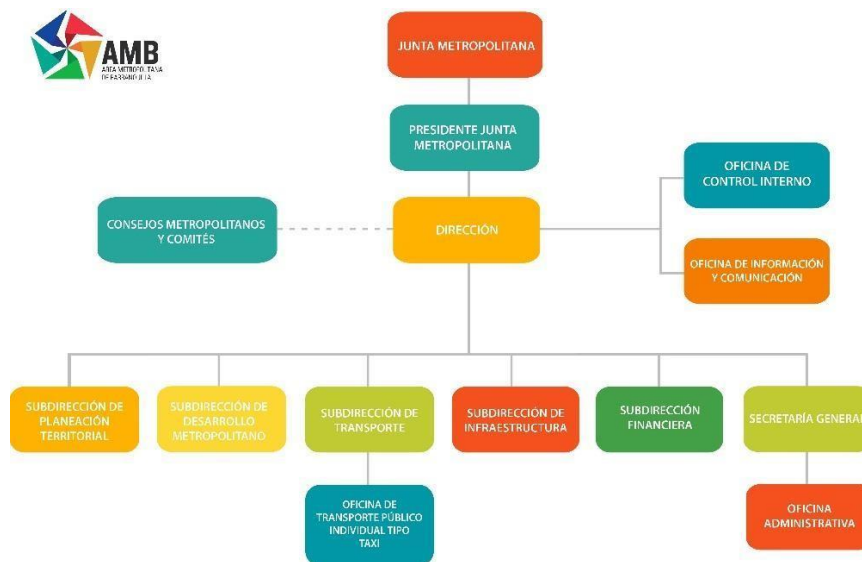 AMB
ÁREA METROPOLITANA
DE BARRANQUILLA
JUNTA METROPOLITANA
PRESIDENTE JUNTA
METROPOLITANA
OFICINA DE
CONTROL INTERNO
CONSEJOS METROPOLITANOS
Y COMITÉS
DIRECCIÓN
OFICINA DE INFORMACIÓN
Y COMUNICACIÓN
SUBDIRECCIÓN DE
PLANEACIÓN
TERRITORIAL
SUBDIRECCIÓN DE
DESARROLLO
METROPOLITANO
SUBDIRECCIÓN DE
TRANSPORTE
SUBDIRECCIÓN DE
INFRAESTRUCTURA
SUBDIRECCIÓN
FINANCIERA
SECRETARÍA GENERAL
OFICINA DE
TRANSPORTE PÚBLICO
INDIVIDUAL TIPO
TAXI
OFICINA
ADMINISTRATIVA